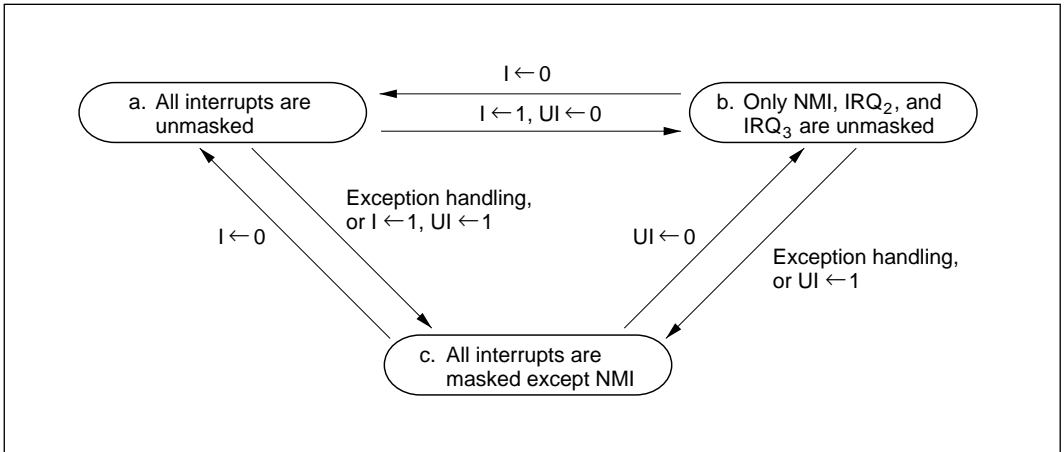 I ← 0
a. All interrupts are
unmasked
I ← 1, UI ← 0
b. Only NMI, IRQ2, and
IRQ3 are unmasked
Exception handling,
or I ← 1, UI ← 1
I ← 0
UI ← 0
Exception handling,
or UI ← 1
c. All interrupts are
masked except NMI